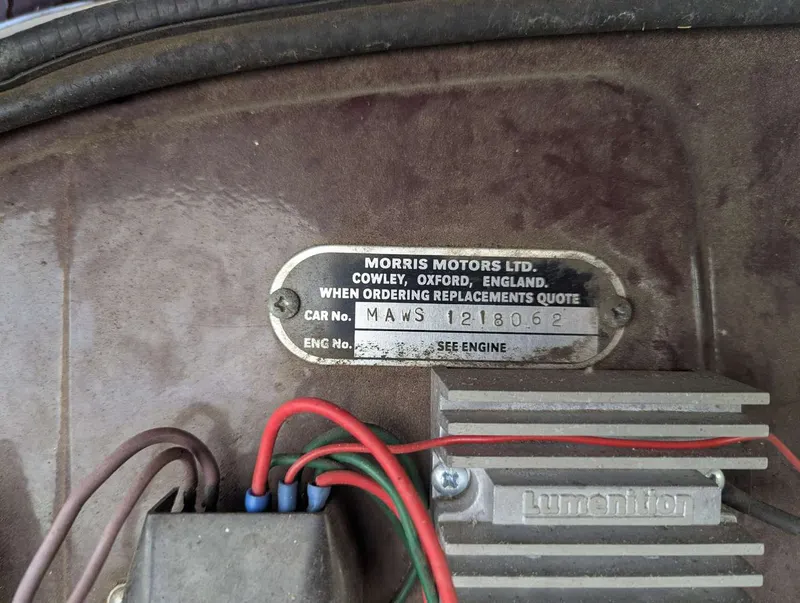 MORRIS MOTORS LTD.
COWLEY, OXFORD, ENGLAND.
WHEN ORDERING REPLACEMENTS QUOTE
CAR No. MAWS 1218062
ENG No. SEE ENGINE
Lumenition